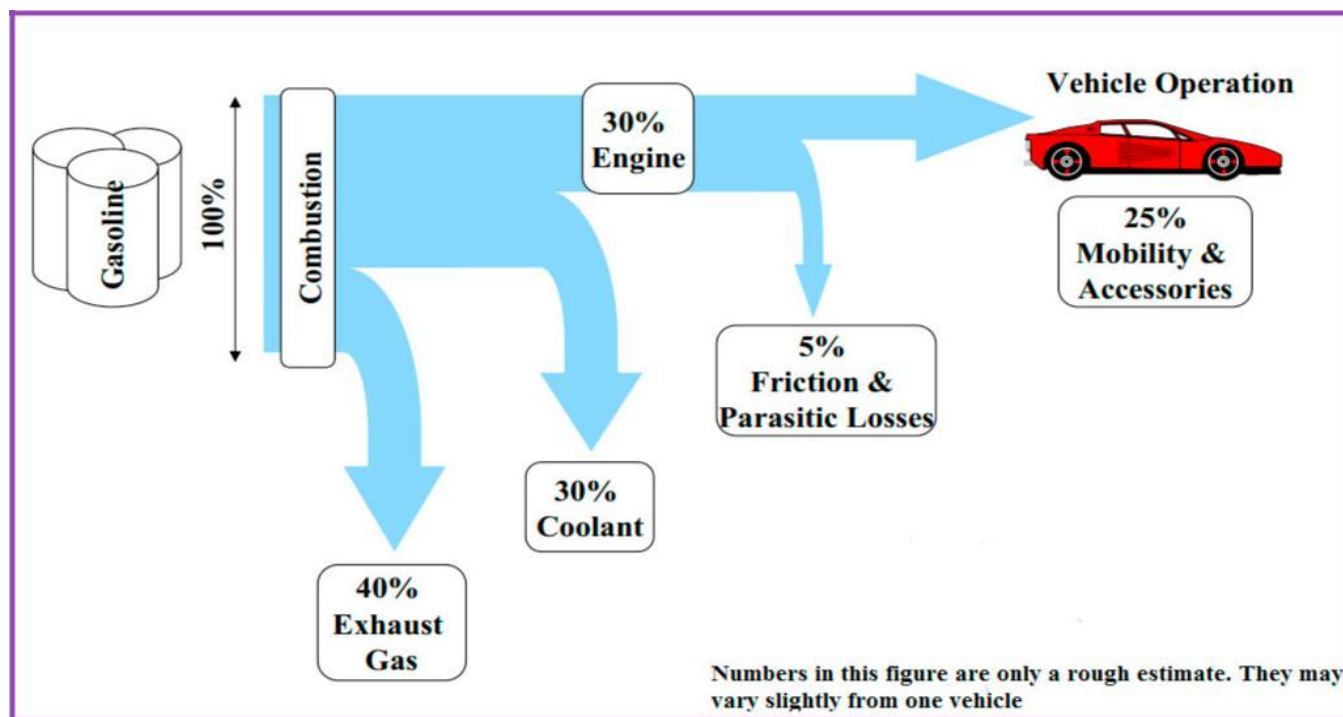 Gasoline
100%
Combustion
30%
Engine
Vehicle Operation
25%
Mobility &
Accessories
5%
Friction &
Parasitic Losses
30%
Coolant
40%
Exhaust
Gas
Numbers in this figure are only a rough estimate. They may
vary slightly from one vehicle